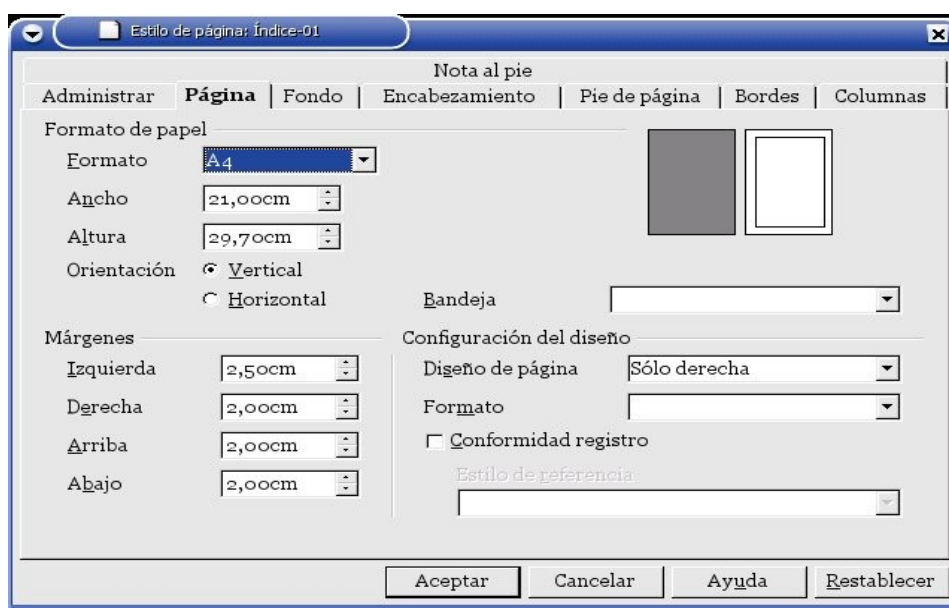 Estilo de página: Índice-01
Nota al pie
Administrar Página Fondo Encabezamiento Pie de página Bordes Columnas
Formato de papel
Formato A4
Ancho 21,00cm
Altura 29,70cm
Orientación Vertical
Horizontal Bandeja
Márgenes Configuración del diseño
Izquierda 2,50cm Diseño de página Sólo derecha
Derecha 2,00cm Formato
Arriba 2,00cm Conformidad registro
Abajo 2,00cm Estilo de referencia
Aceptar Cancelar Ayuda Restablecer